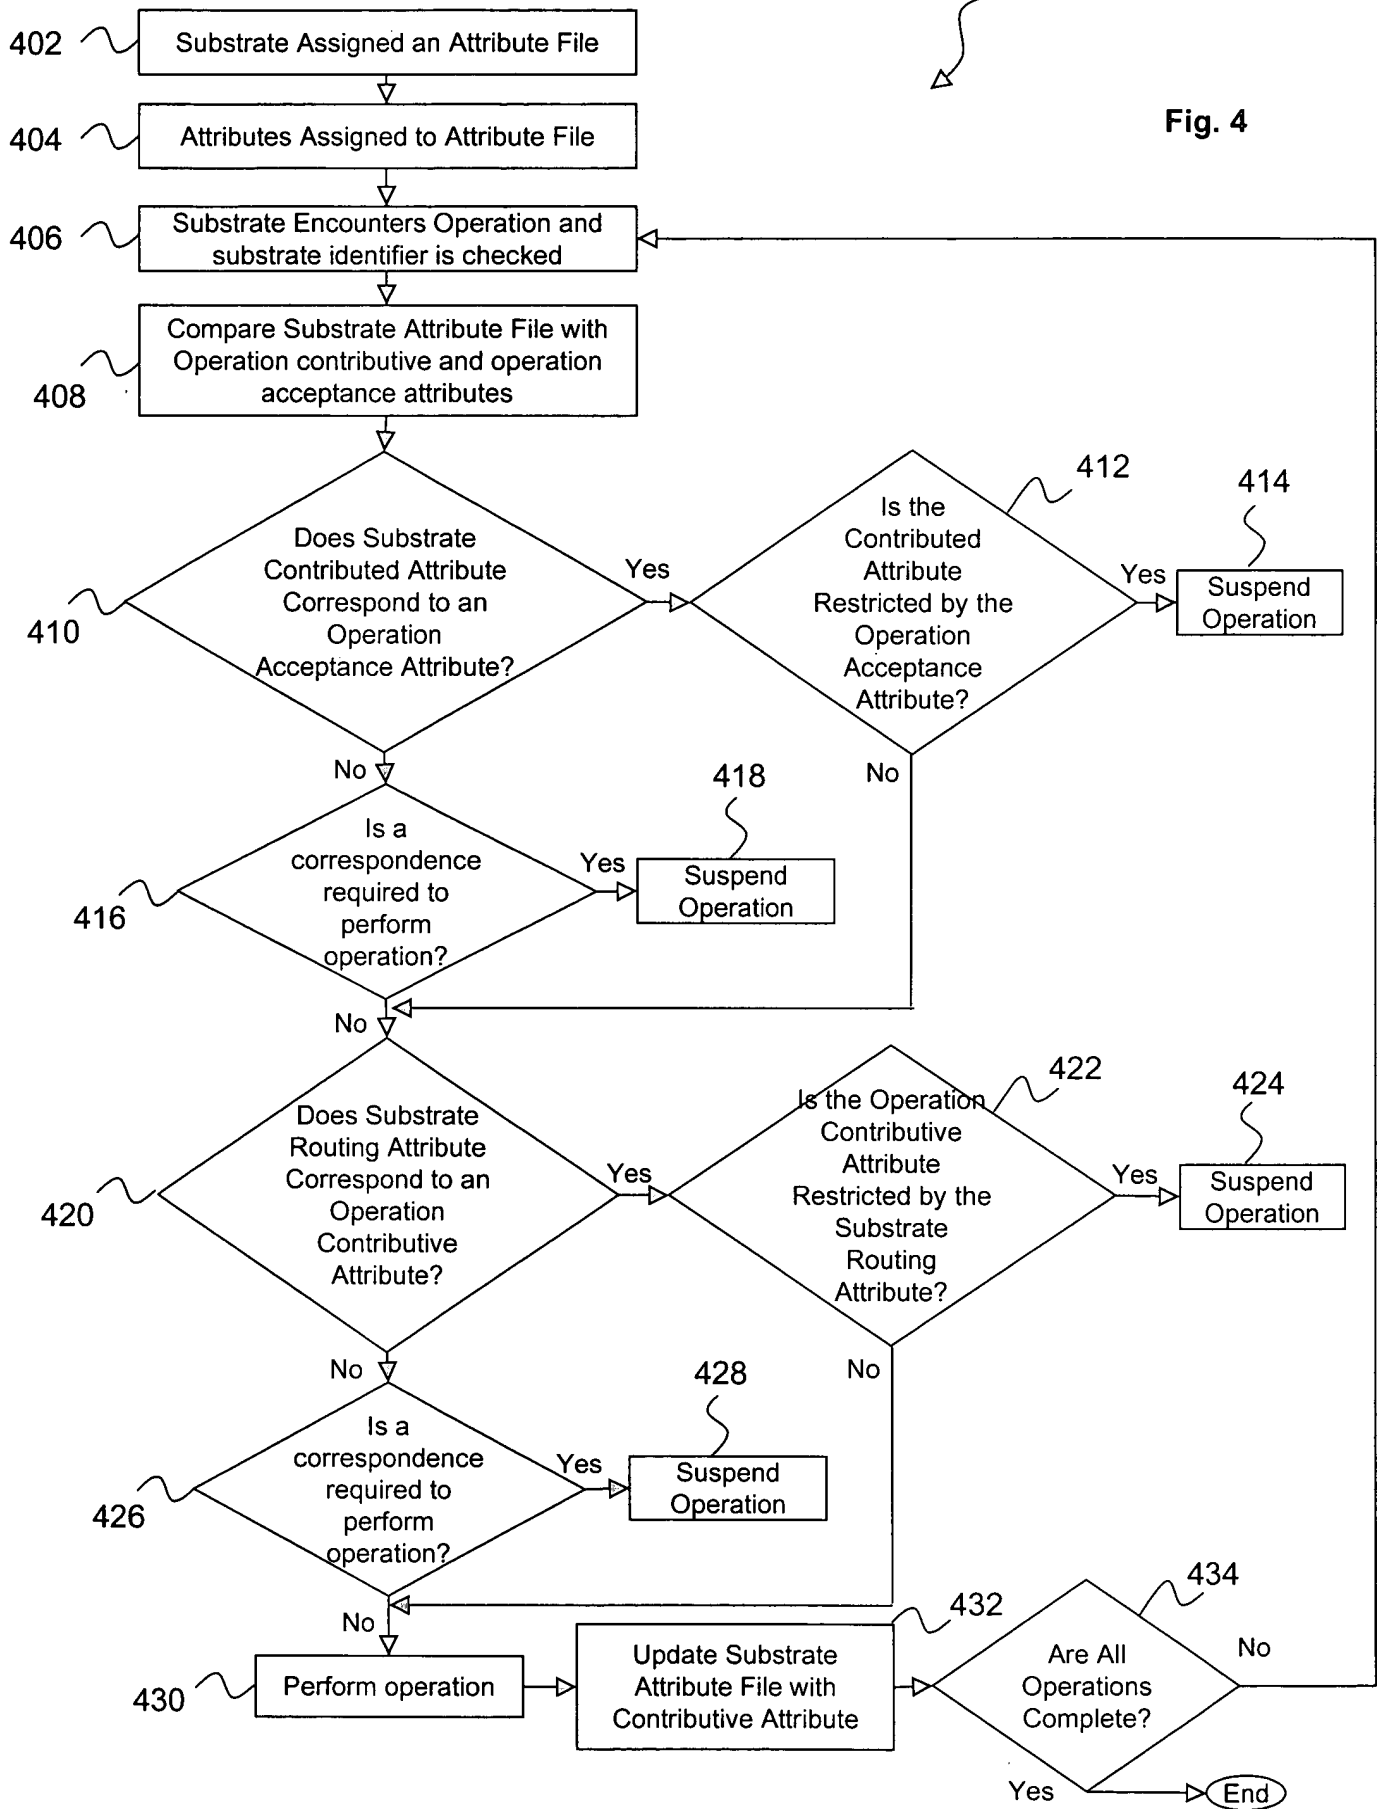 402
Substrate Assigned an Attribute File
Fig. 4
404
Attributes Assigned to Attribute File
406
Substrate Encounters Operation and
substrate identifier is checked
408
Compare Substrate Attribute File with
Operation contributive and operation
acceptance attributes
410
Does Substrate
Contributed Attribute
Correspond to an
Operation
Acceptance Attribute?
Yes
412
Is the
Contributed
Attribute
Restricted by the
Operation
Acceptance
Attribute?
Yes
414
Suspend
Operation
No
No
416
Is a
correspondence
required to
perform
operation?
Yes
418
Suspend
Operation
No
420
Does Substrate
Routing Attribute
Correspond to an
Operation
Contributive
Attribute?
Yes
422
Is the Operation
Contributive
Attribute
Restricted by the
Substrate
Routing
Attribute?
Yes
424
Suspend
Operation
No
No
426
Is a
correspondence
required to
perform
operation?
Yes
428
Suspend
Operation
No
430
Perform operation
432
Update Substrate
Attribute File with
Contributive Attribute
434
Are All
Operations
Complete?
No
Yes
End